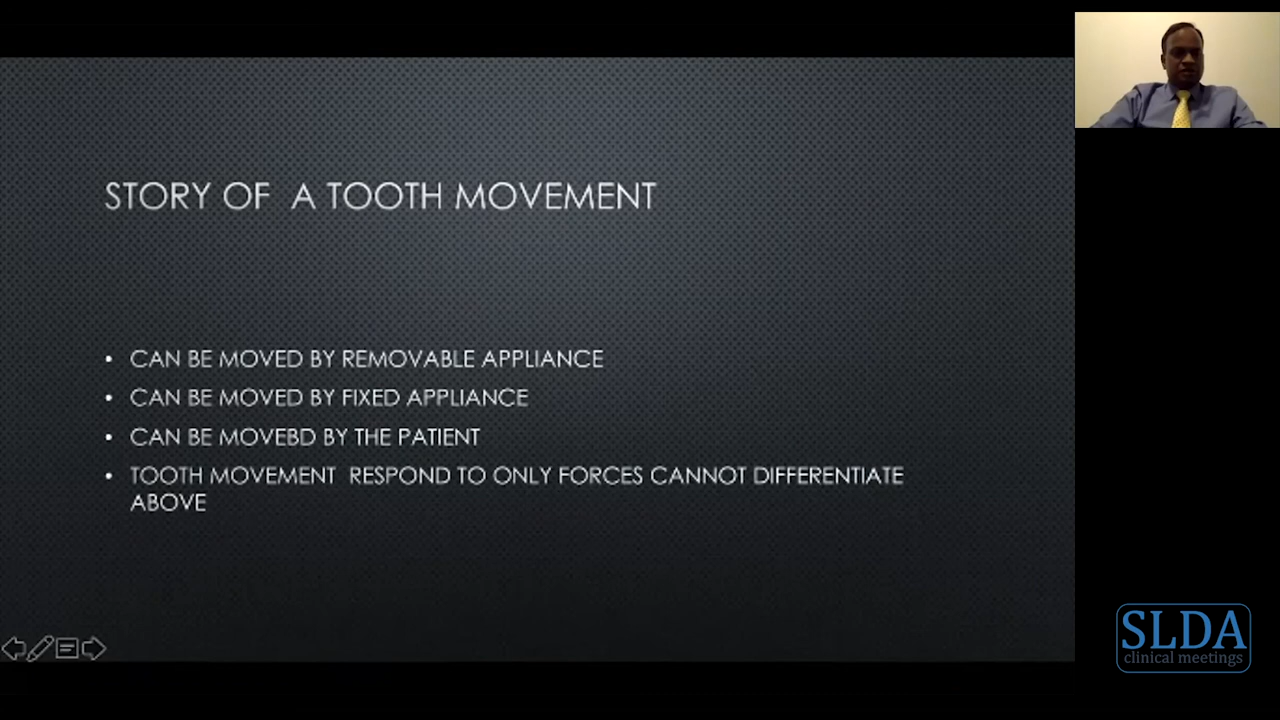 STORY OF A TOOTH MOVEMENT
• CAN BE MOVED BY REMOVABLE APPLIANCE
• CAN BE MOVED BY FIXED APPLIANCE
• CAN BE MOVEBD BY THE PATIENT
• TOOTH MOVEMENT RESPOND TO ONLY FORCES CANNOT DIFFERENTIATE
ABOVE
SLDA
clinical meetings